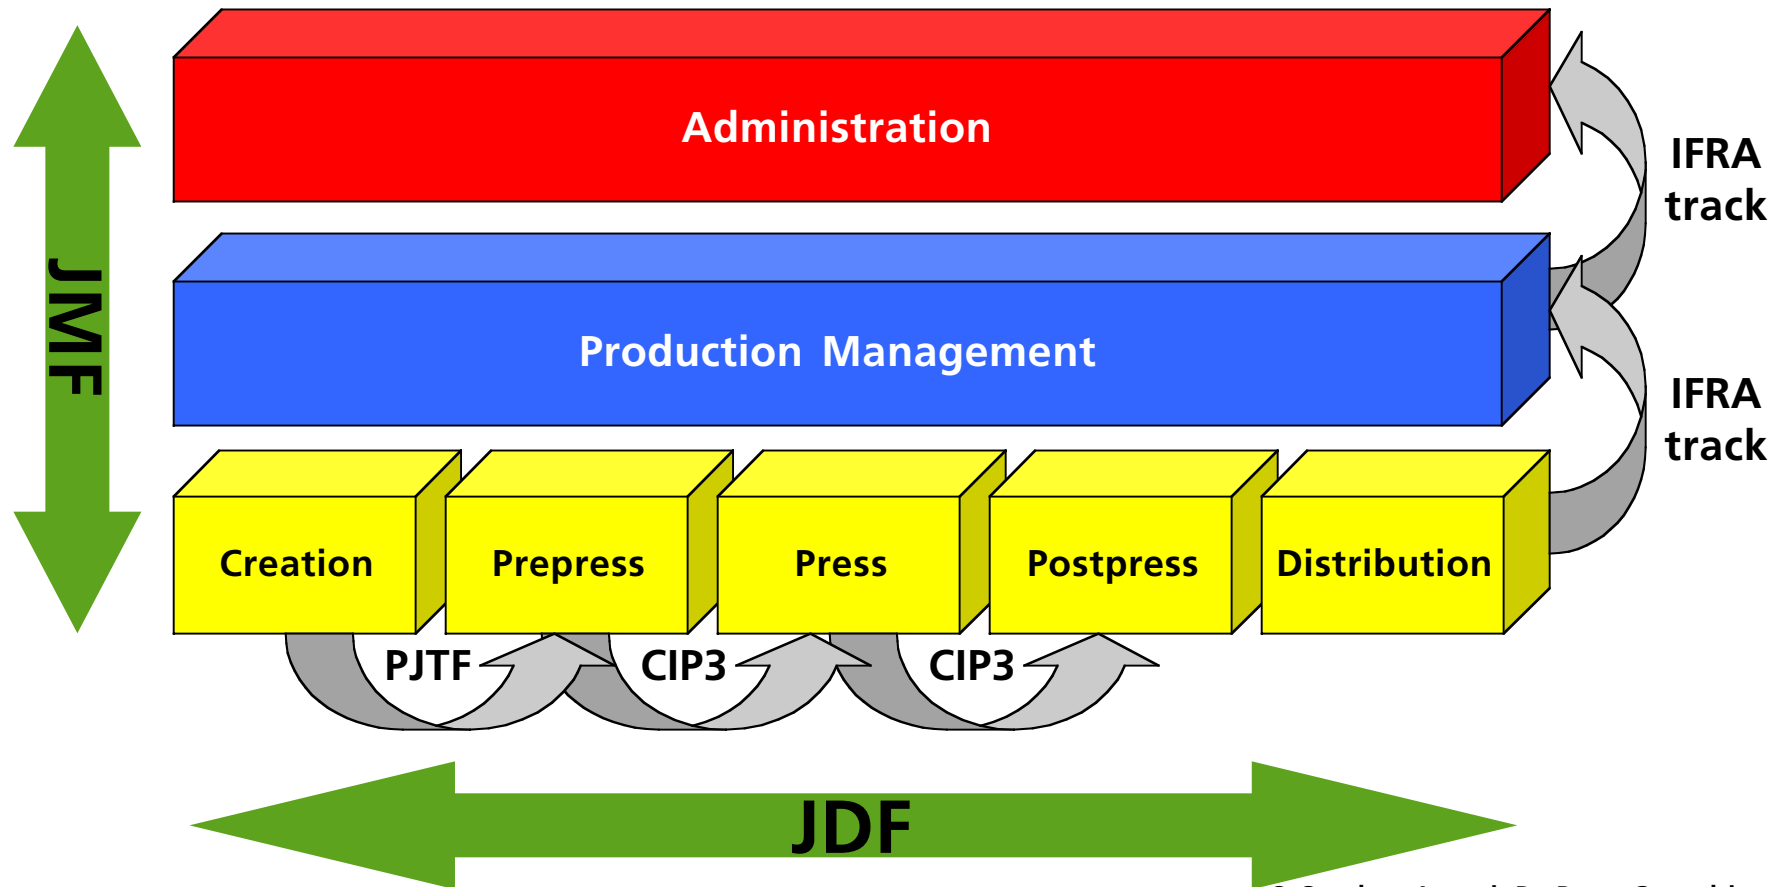 Administration
IFRA
track
JMF
Production Management
IFRA
track
Creation
Prepress
Press
Postpress
Distribution
PJTF
CIP3
CIP3
JDF